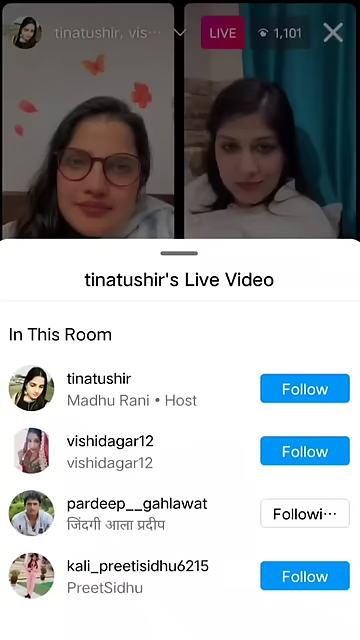 tinatushir, vis···
LIVE
1,101
tinatushir's Live Video
In This Room
tinatushir
Madhu Rani • Host
Follow
vishidagar12
vishidagar12
Follow
pardeep__gahlawat
जिंदगी आला प्रदीप
Followi···
kali_preetisidhu6215
PreetSidhu
Follow